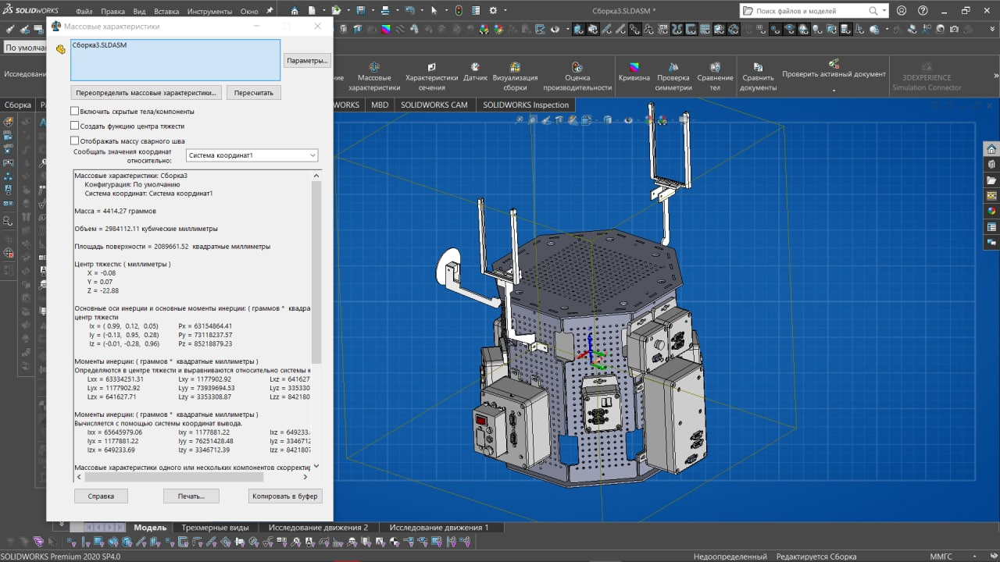 SOLIDWORKS
Файл Правка Вид Вставка Инструменты Окно
Сборка3.SLDASM *
Поиск файлов и моделей
Массовые характеристики
Сборка3.SLDASM
Параметры...
Переопределить массовые характеристики...
Пересчитать
Включить скрытые тела/компоненты
Создать функцию центра тяжести
Отображать массу сварного шва
Сообщать значения координат
относительно:
Система координат1
Массовые характеристики: Сборка3
Конфигурация: По умолчанию
Система координат: Система координат1
Масса = 4414.27 граммов
Объем = 2984112.11 кубические миллиметры
Площадь поверхности = 2089661.52 квадратные миллиметры
Центр тяжести: ( миллиметры )
X = -0.08
Y = 0.07
Z = -22.88
Основные оси инерции и основные моменты инерции: ( граммов * квадра
центр тяжести
Ix = ( 0.99, 0.12, 0.05) Px = 63154864.41
Iy = (-0.13, 0.95, 0.28) Py = 73118237.57
Iz = (-0.01, -0.28, 0.96) Pz = 85218879.23
Моменты инерции: ( граммов * квадратные миллиметры )
Определяются в центре тяжести и выравниваются относительно системы к
Lxx = 63334251.31 Lxy = 1177902.92 Lxz = 641627
Lyx = 1177902.92 Lyy = 73939694.53 Lyz = 335330
Lzx = 641627.71 Lzy = 3353308.87 Lzz = 842180
Моменты инерции: ( граммов * квадратные миллиметры )
Вычисляется с помощью системы координат вывода.
Ixx = 65645979.06 Ixy = 1177881.22 Ixz = 649233.
Iyx = 1177881.22 Iyy = 76251428.48 Iyz = 334671
Izx = 649233.69 Izy = 3346712.39 Izz = 8421807
Массовые характеристики одного или нескольких компонентов скорректир
Справка
Печать...
Копировать в буфер
По умолча
Исследовани
Сборка
ние
Массовые
характеристики
Характеристики
сечения
Датчик
Визуализация
сборки
Оценка
производительности
Кривизна
Проверка
симметрии
Сравнение
тел
Сравнить
документы
Проверить активный документ
3DEXPERIENCE
Simulation Connector
WORKS MBD SOLIDWORKS CAM SOLIDWORKS Inspection
Модель Трехмерные виды Исследование движения 2 Исследование движения 1
SOLIDWORKS Premium 2020 SP4.0
Недоопределенный Редактируется Сборка ММГС